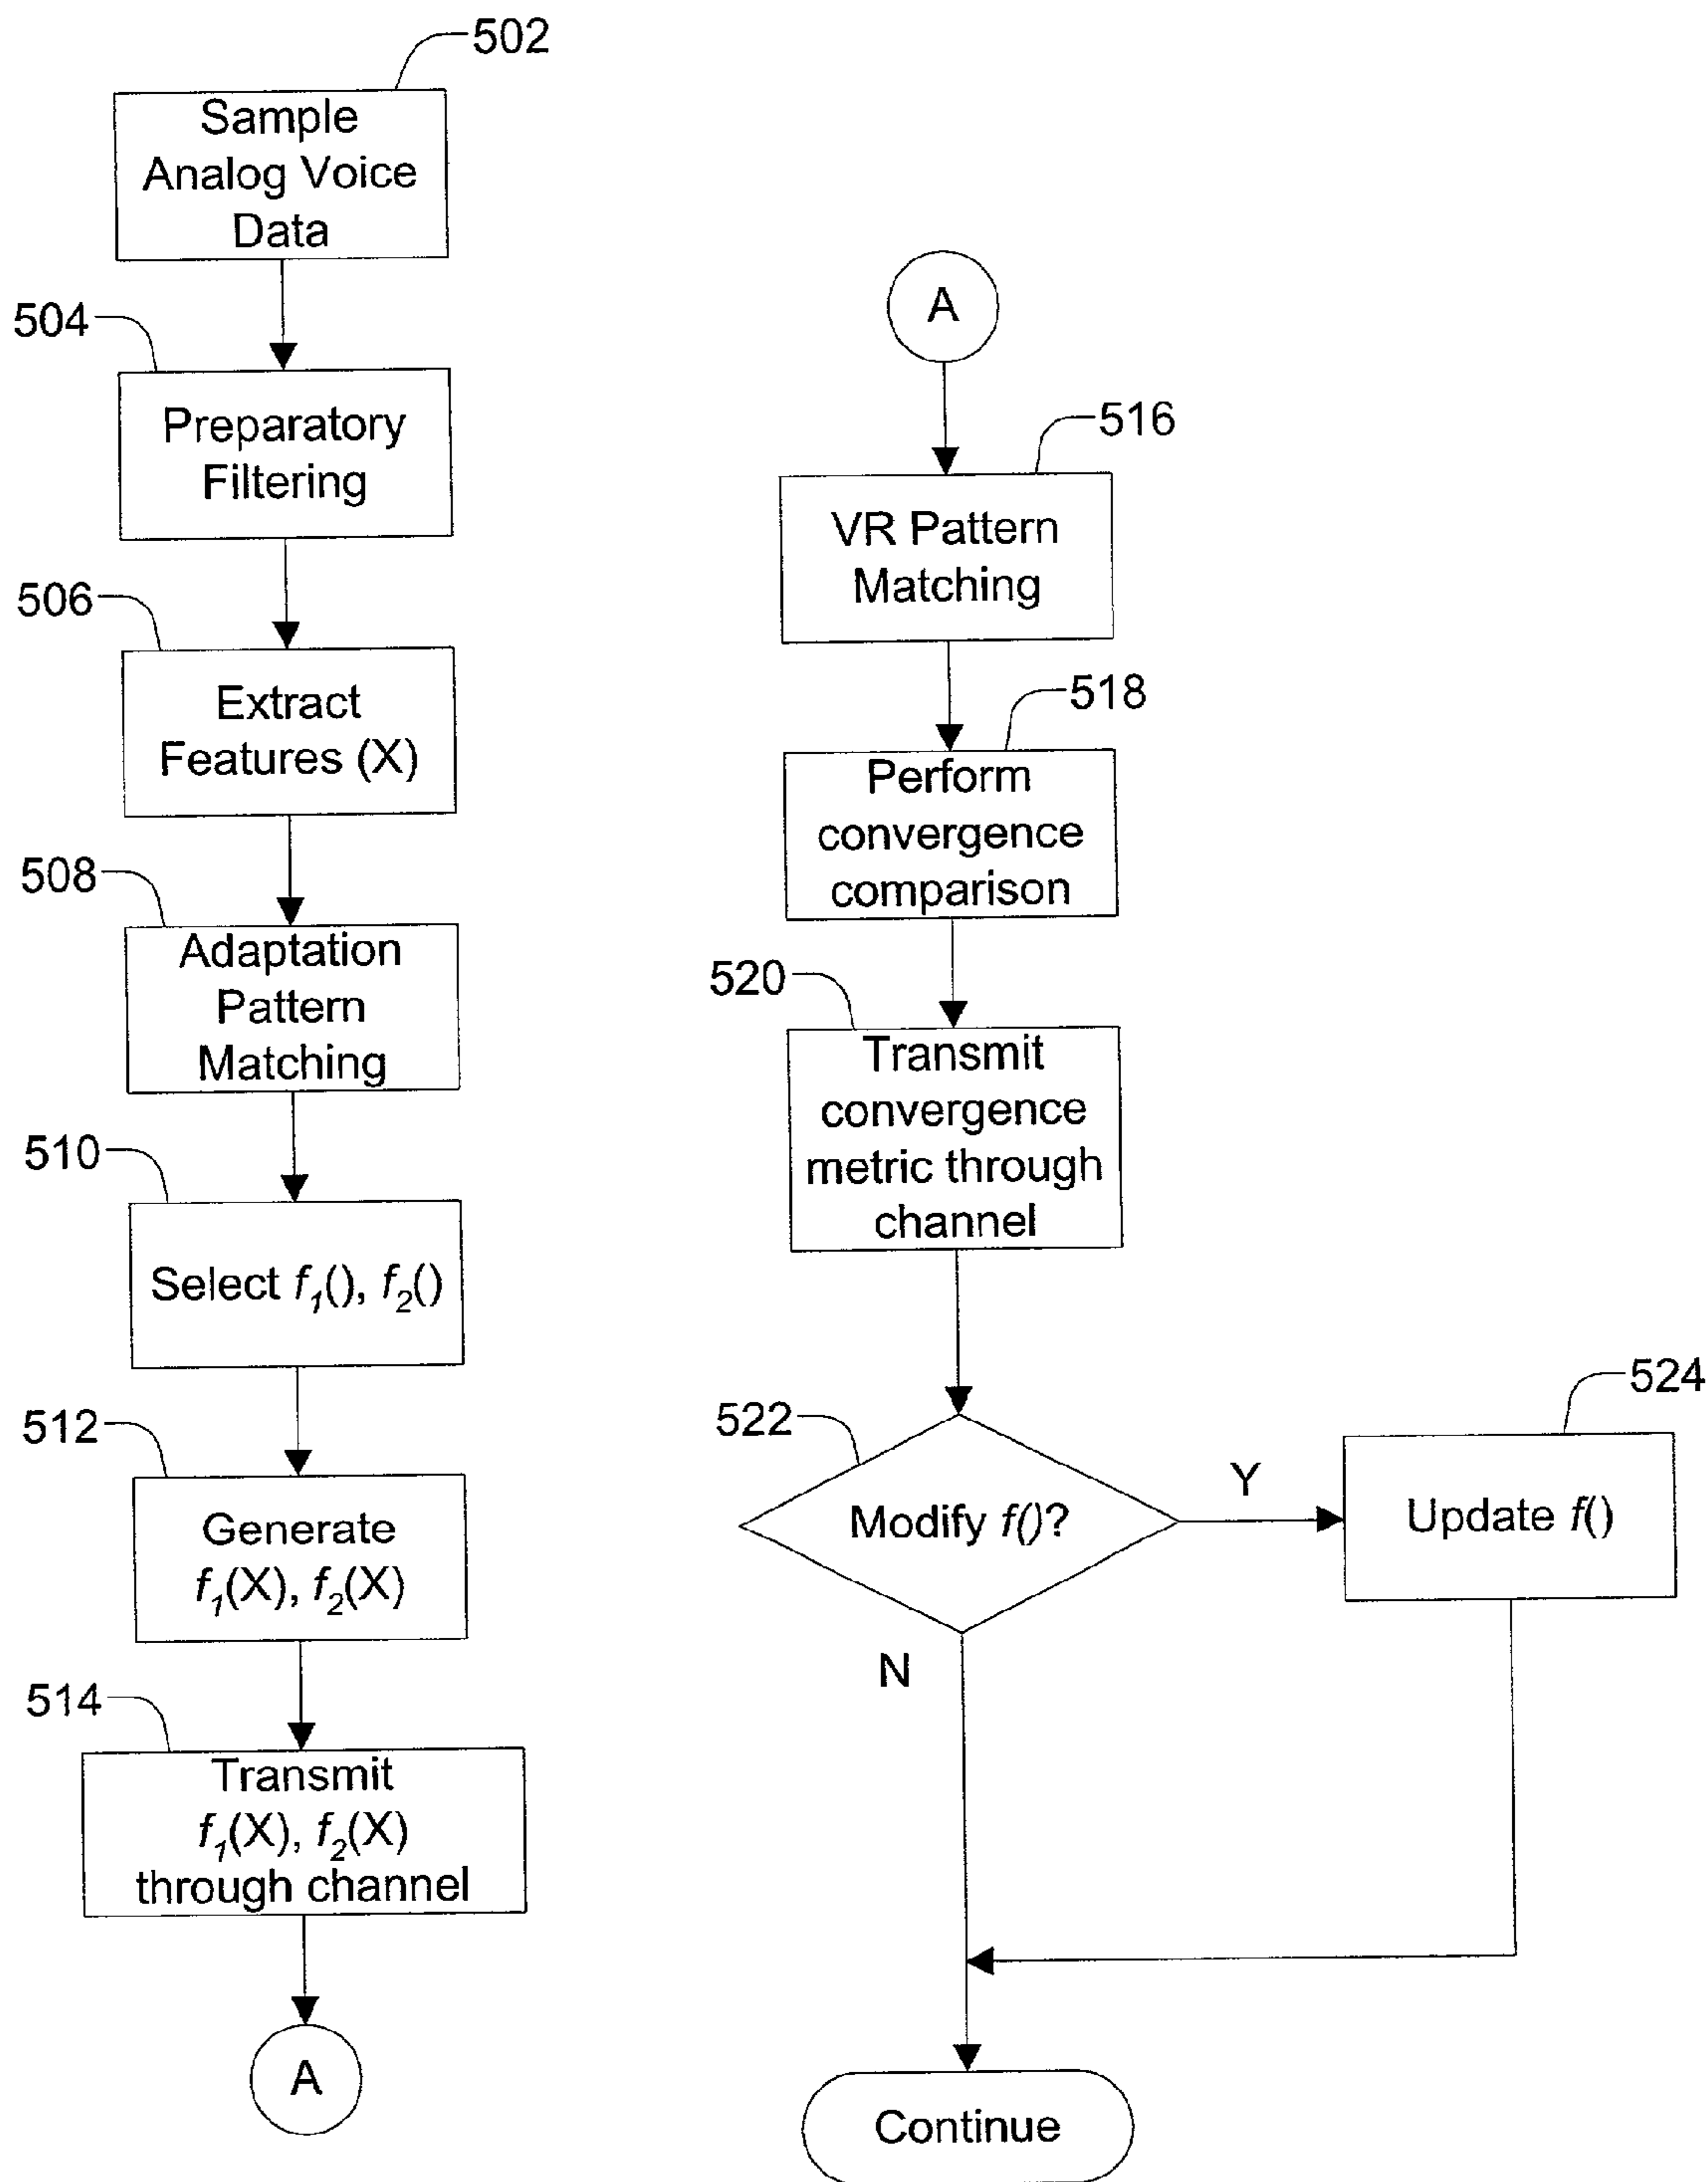 502
Sample
Analog Voice
Data
504
Preparatory
Filtering
506
Extract
Features (X)
508
Adaptation
Pattern
Matching
510
Select f₁(), f₂()
512
Generate
f₁(X), f₂(X)
514
Transmit
f₁(X), f₂(X)
through channel
A
A
516
VR Pattern
Matching
518
Perform
convergence
comparison
520
Transmit
convergence
metric through
channel
522
Modify f()?
Y
524
Update f()
N
Continue